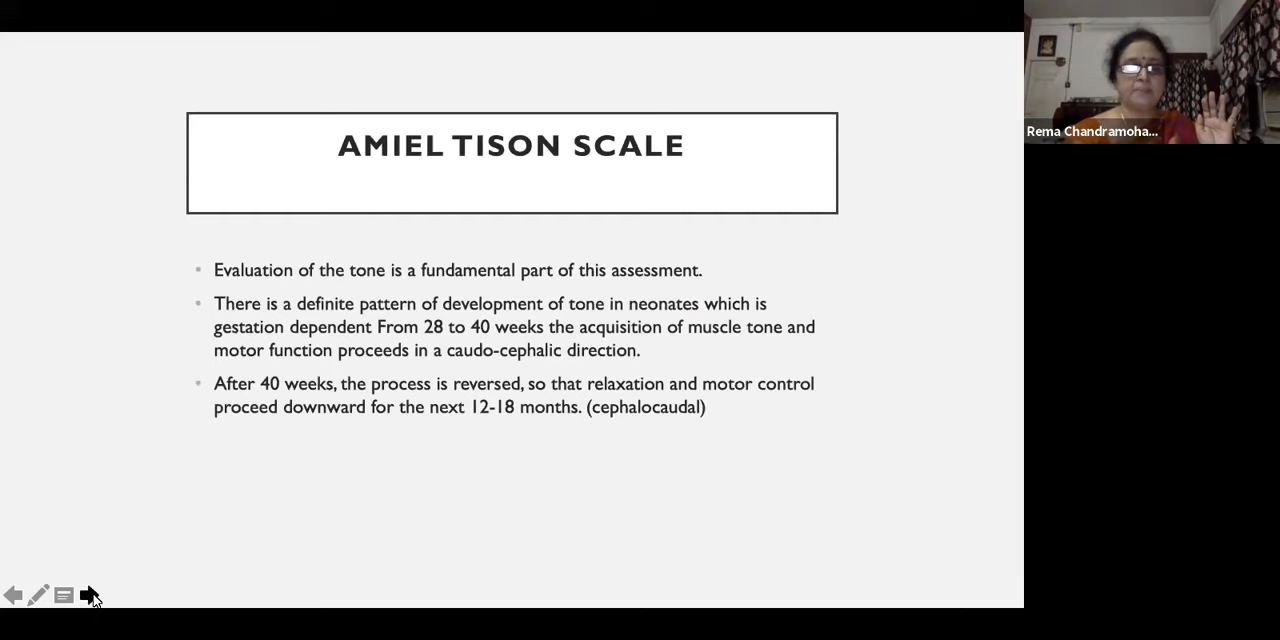 AMIEL TISON SCALE
Evaluation of the tone is a fundamental part of this assessment.
There is a definite pattern of development of tone in neonates which is
gestation dependent From 28 to 40 weeks the acquisition of muscle tone and
motor function proceeds in a caudo-cephalic direction.
After 40 weeks, the process is reversed, so that relaxation and motor control
proceed downward for the next 12-18 months. (cephalocaudal)
Rema Chandramoha...